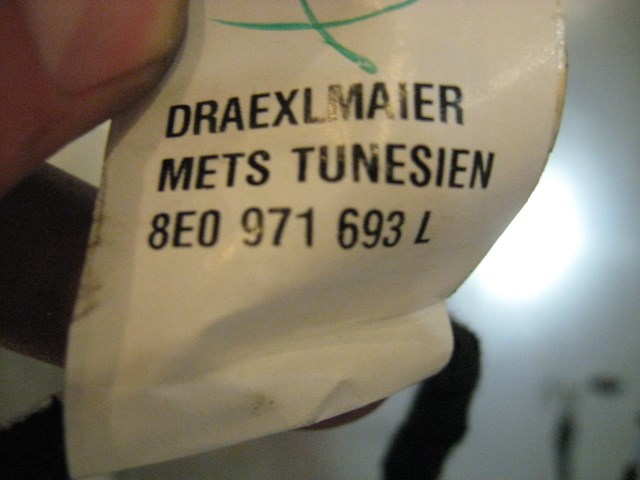 DRAEXLMAIER
METS TUNESIEN
8E0 971 693 L